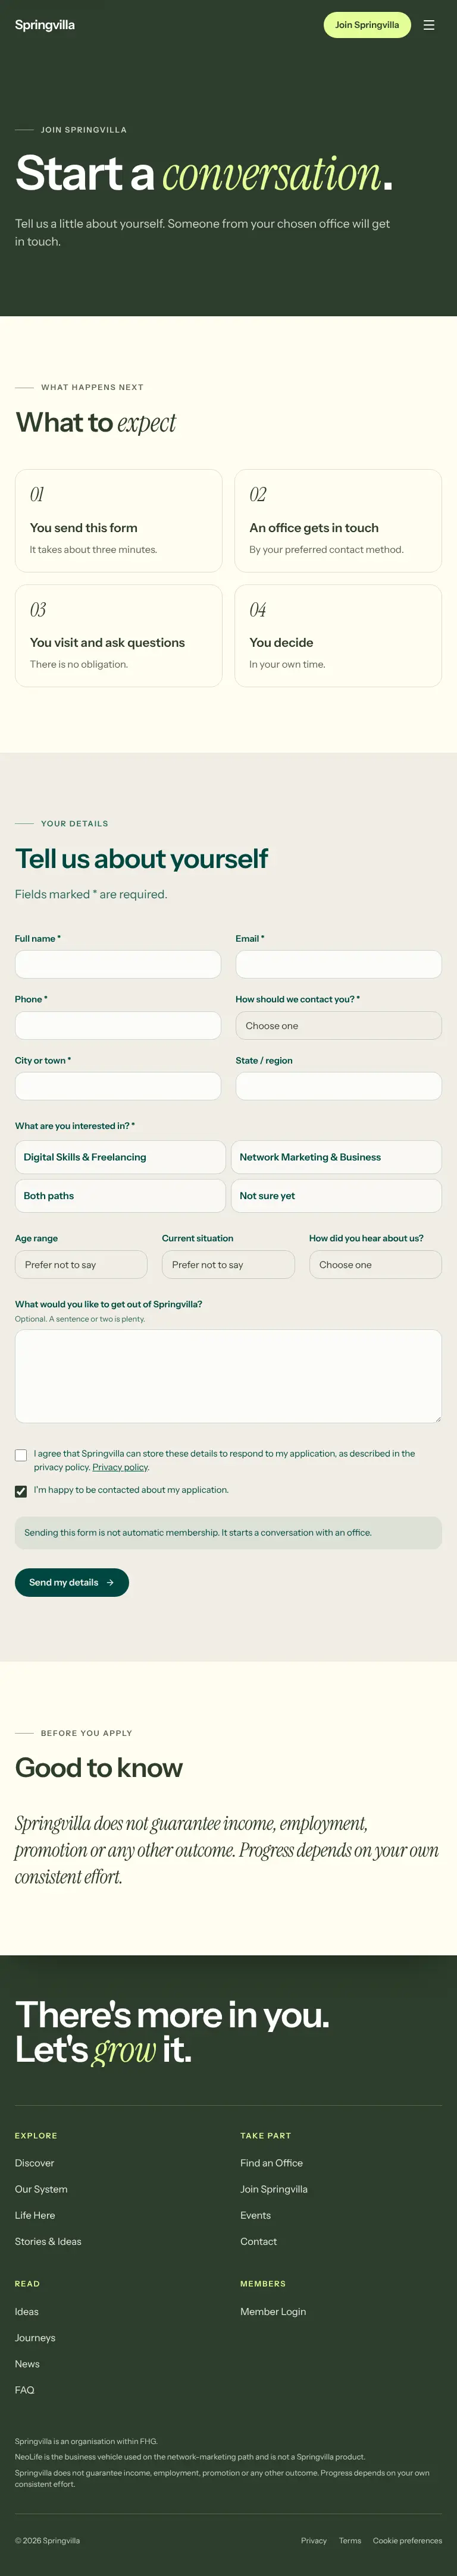 Springvilla
Join Springvilla
JOIN SPRINGVILLA
Start a conversation.
Tell us a little about yourself. Someone from your chosen office will get
in touch.
WHAT HAPPENS NEXT
What to expect
01
You send this form
It takes about three minutes.
02
An office gets in touch
By your preferred contact method.
03
You visit and ask questions
There is no obligation.
04
You decide
In your own time.
YOUR DETAILS
Tell us about yourself
Fields marked * are required.
Full name *
Email *
Phone *
How should we contact you? *
Choose one
City or town *
State / region
What are you interested in? *
Digital Skills & Freelancing
Network Marketing & Business
Both paths
Not sure yet
Age range
Prefer not to say
Current situation
Prefer not to say
How did you hear about us?
Choose one
What would you like to get out of Springvilla?
Optional. A sentence or two is plenty.
I agree that Springvilla can store these details to respond to my application, as described in the
privacy policy. Privacy policy.
I'm happy to be contacted about my application.
Sending this form is not automatic membership. It starts a conversation with an office.
Send my details →
BEFORE YOU APPLY
Good to know
Springvilla does not guarantee income, employment,
promotion or any other outcome. Progress depends on your own
consistent effort.
There's more in you.
Let's grow it.
EXPLORE
Discover
Our System
Life Here
Stories & Ideas
TAKE PART
Find an Office
Join Springvilla
Events
Contact
READ
Ideas
Journeys
News
FAQ
MEMBERS
Member Login
Springvilla is an organisation within FHG.
NeoLife is the business vehicle used on the network-marketing path and is not a Springvilla product.
Springvilla does not guarantee income, employment, promotion or any other outcome. Progress depends on your own
consistent effort.
© 2026 Springvilla
Privacy
Terms
Cookie preferences